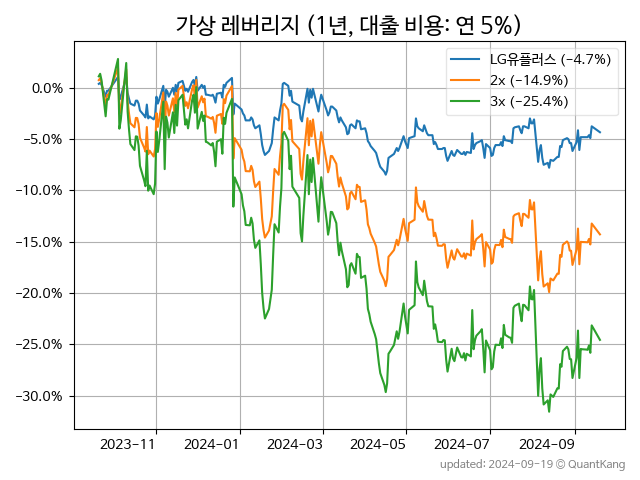 가상 레버리지 (1년, 대출 비용: 연 5%)
LG유플러스 (−4.7%)
2x (−14.9%)
3x (−25.4%)
0.0%
−5.0%
−10.0%
−15.0%
−20.0%
−25.0%
−30.0%
2023-11 2024-01 2024-03 2024-05 2024-07 2024-09
updated: 2024-09-19 © QuantKang